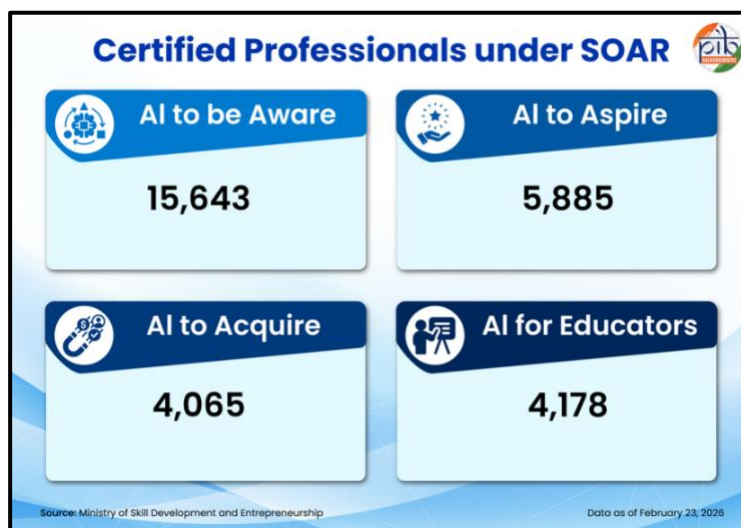 Certified Professionals under SOAR
pib
AI to be Aware
15,643
AI to Aspire
5,885
AI to Acquire
4,065
AI for Educators
4,178
Source: Ministry of Skill Development and Entrepreneurship
Data as of February 23, 2026